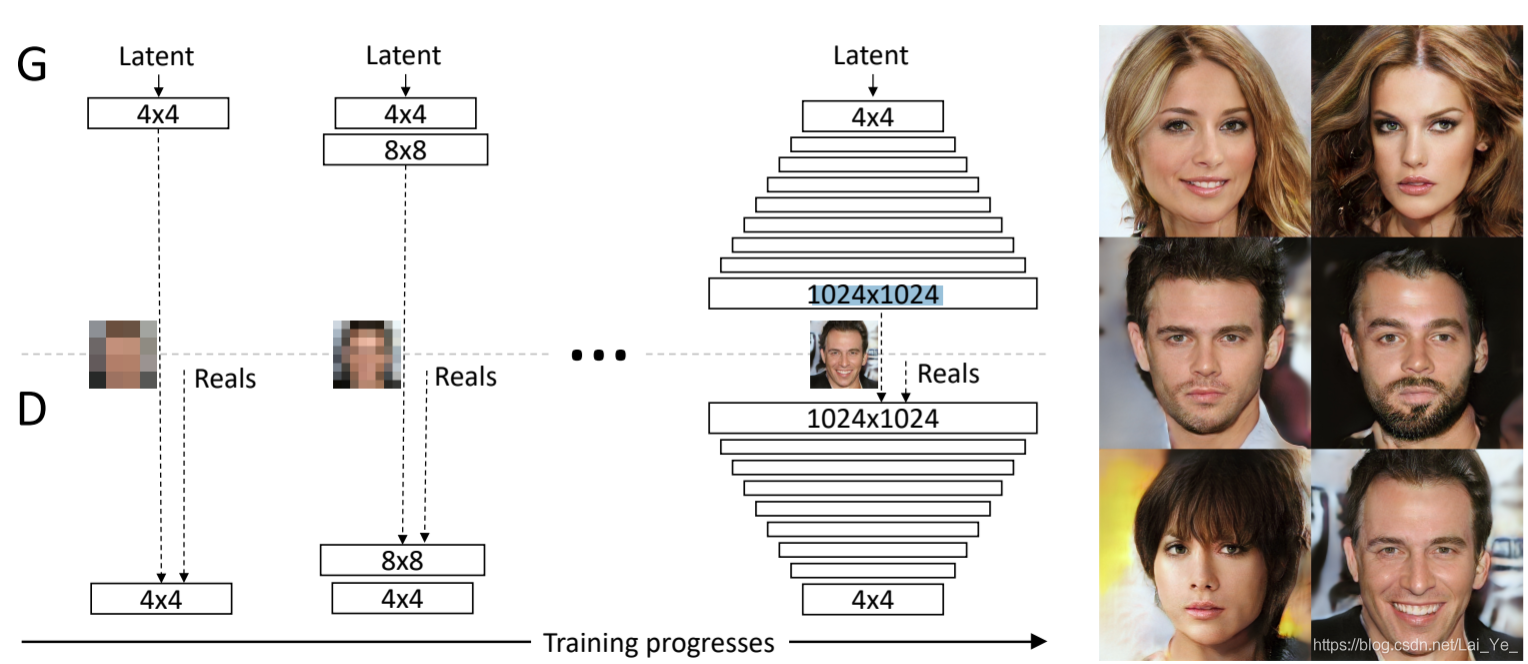 G
Latent
4x4
Latent
4x4
8x8
Latent
4x4
1024x1024
Reals
Reals
...
Reals
D
4x4
8x8
4x4
1024x1024
4x4
Training progresses
https://blog.csdn.net/Lai_Ye_